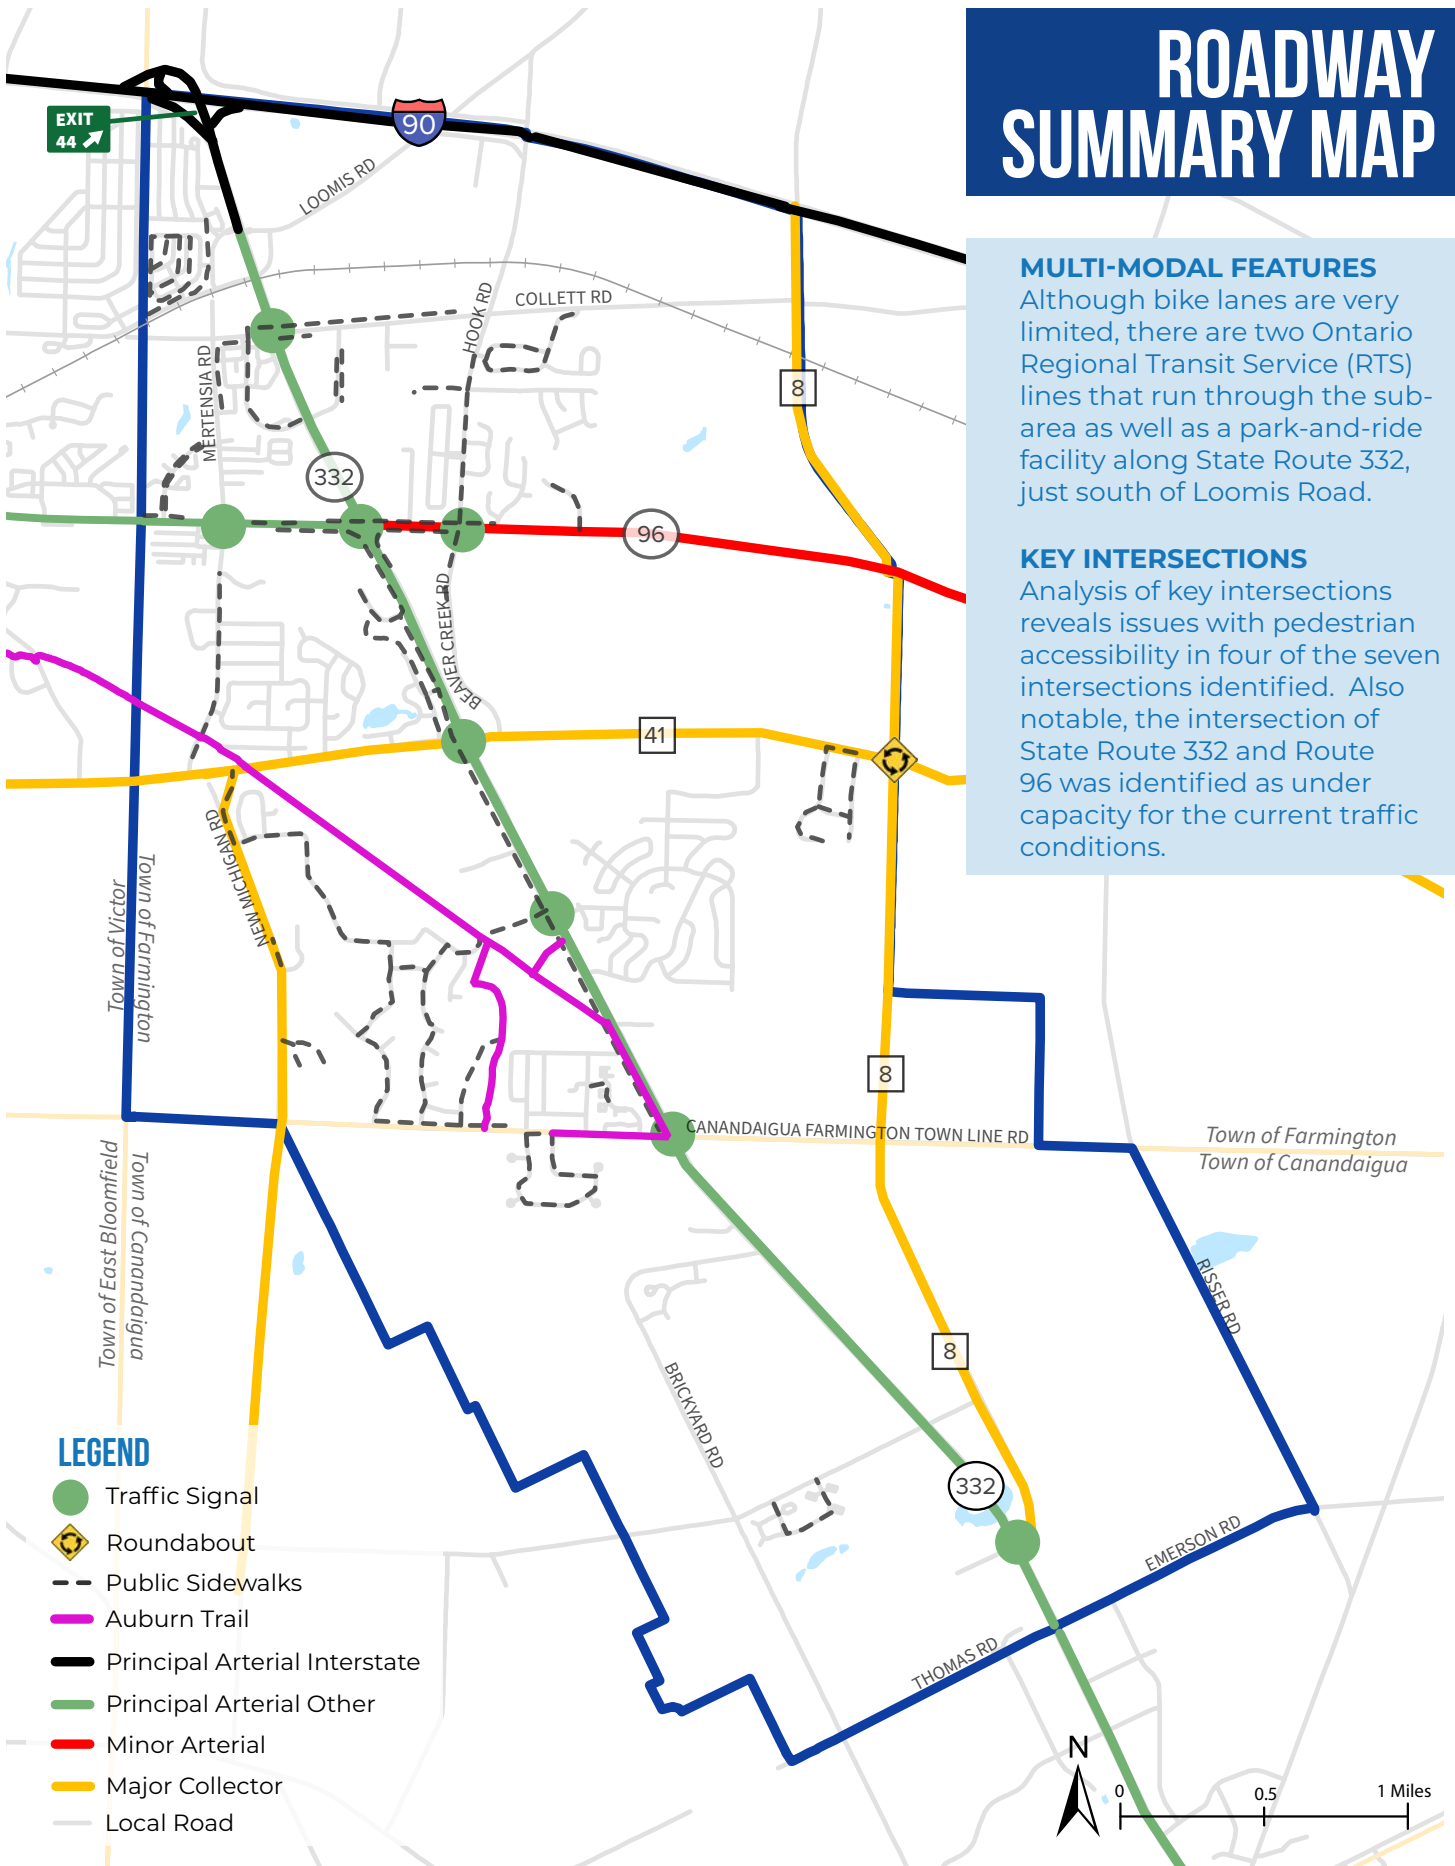 ROADWAY
SUMMARY MAP
MULTI-MODAL FEATURES
Although bike lanes are very
limited, there are two Ontario
Regional Transit Service (RTS)
lines that run through the sub-
area as well as a park-and-ride
facility along State Route 332,
just south of Loomis Road.
KEY INTERSECTIONS
Analysis of key intersections
reveals issues with pedestrian
accessibility in four of the seven
intersections identified.  Also
notable, the intersection of
State Route 332 and Route
96 was identified as under
capacity for the current traffic
conditions.
EXIT
44
90
LOOMIS RD
HOOK RD
COLLETT RD
MERTENSIA RD
8
332
96
BEAVER CREEK RD
41
NEW MICHIGAN RD
Town of Victor
Town of Farmington
8
CANANDAIGUA FARMINGTON TOWN LINE RD
Town of Farmington
Town of Canandaigua
Town of East Bloomfield
Town of Canandaigua
RISSER RD
8
BRICKYARD RD
332
EMERSON RD
THOMAS RD
LEGEND
Traffic Signal
Roundabout
Public Sidewalks
Auburn Trail
Principal Arterial Interstate
Principal Arterial Other
Minor Arterial
Major Collector
Local Road
N
0
0.5
1 Miles